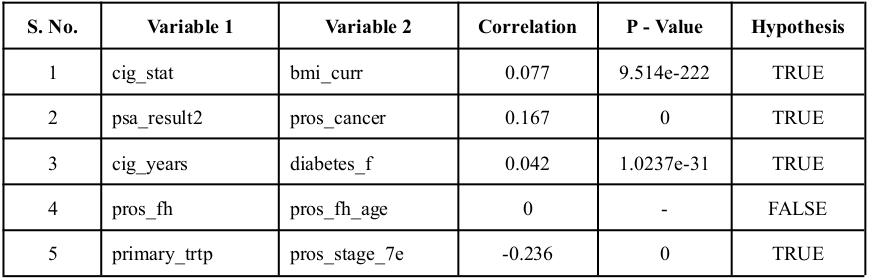 S. No. Variable 1 Variable 2 Correlation P - Value Hypothesis
1 cig_stat bmi_curr 0.077 9.514e-222 TRUE
2 psa_result2 pros_cancer 0.167 0 TRUE
3 cig_years diabetes_f 0.042 1.0237e-31 TRUE
4 pros_fh pros_fh_age 0 - FALSE
5 primary_trtp pros_stage_7e -0.236 0 TRUE